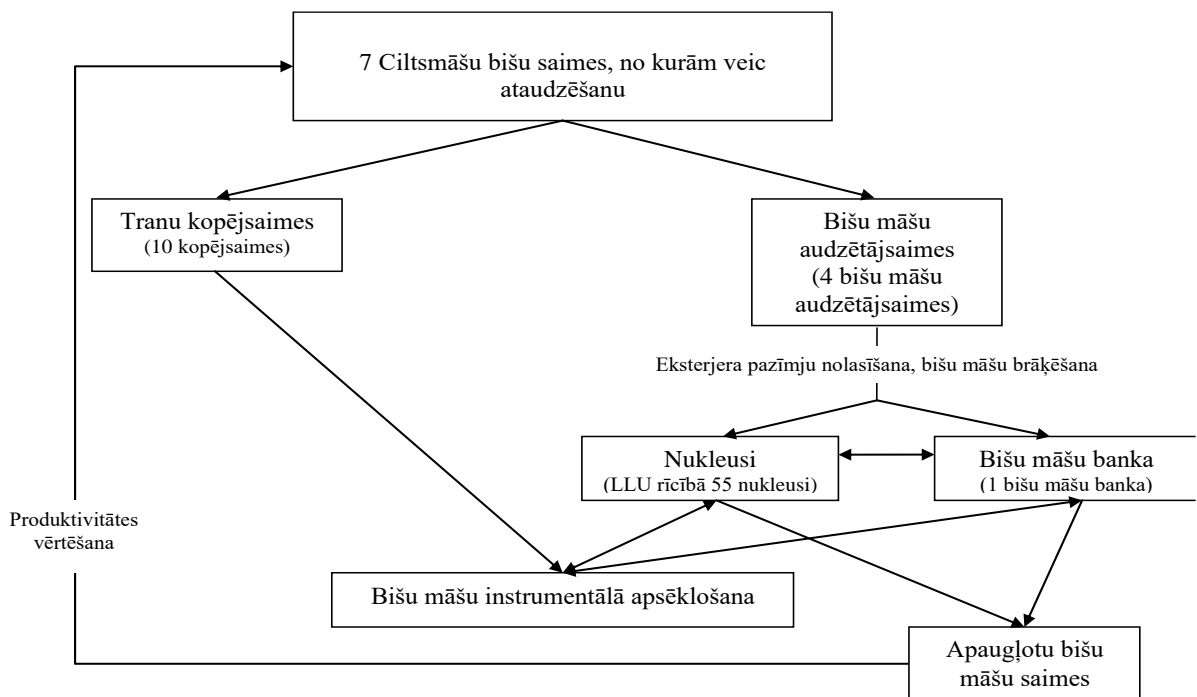 7 Ciltsmāšu bišu saimes, no kurām veic
ataudzēšanu
Tranu kopējsaimes
(10 kopējsaimes)
Bišu māšu
audzētājsaimes
(4 bišu māšu
audzētājsaimes)
Eksterjera pazīmju nolasīšana, bišu māšu brāķēšana
Nukleusi
(LLU rīcībā 55 nukleusi)
Bišu māšu banka
(1 bišu māšu banka)
Produktivitātes
vērtēšana
Bišu māšu instrumentālā apsēklošana
Apaugļotu bišu
māšu saimes